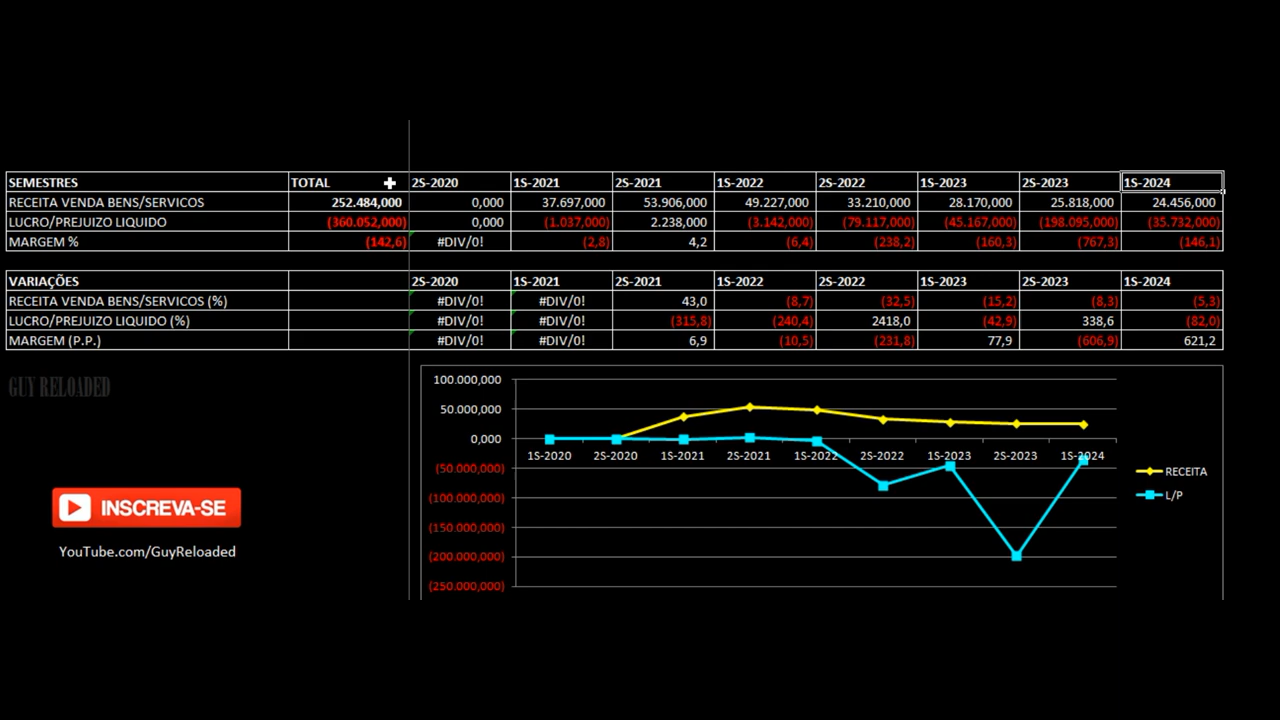 SEMESTRES TOTAL 2S-2020 1S-2021 2S-2021 1S-2022 2S-2022 1S-2023 2S-2023 1S-2024
RECEITA VENDA BENS/SERVICOS 252.484,000 0,000 37.697,000 53.906,000 49.227,000 33.210,000 28.170,000 25.818,000 24.456,000
LUCRO/PREJUIZO LIQUIDO (360.052,000) 0,000 (1.037,000) 2.238,000 (3.142,000) (79.117,000) (45.167,000) (198.095,000) (35.732,000)
MARGEM % (142,6) #DIV/0! (2,8) 4,2 (6,4) (238,2) (160,3) (767,3) (146,1)
VARIAÇÕES 2S-2020 1S-2021 2S-2021 1S-2022 2S-2022 1S-2023 2S-2023 1S-2024
RECEITA VENDA BENS/SERVICOS (%) #DIV/0! #DIV/0! 43,0 (8,7) (32,5) (15,2) (8,3) (5,3)
LUCRO/PREJUIZO LIQUIDO (%) #DIV/0! #DIV/0! (315,8) (240,4) 2418,0 (42,9) 338,6 (82,0)
MARGEM (P.P.) #DIV/0! #DIV/0! 6,9 (10,5) (231,8) 77,9 (606,9) 621,2
GUY RELOADED
100.000,000
50.000,000
0,000
1S-2020 2S-2020 1S-2021 2S-2021 1S-2022 2S-2022 1S-2023 2S-2023 1S-2024
(50.000,000)
(100.000,000)
(150.000,000)
(200.000,000)
(250.000,000)
RECEITA
L/P
INSCREVA-SE
YouTube.com/GuyReloaded